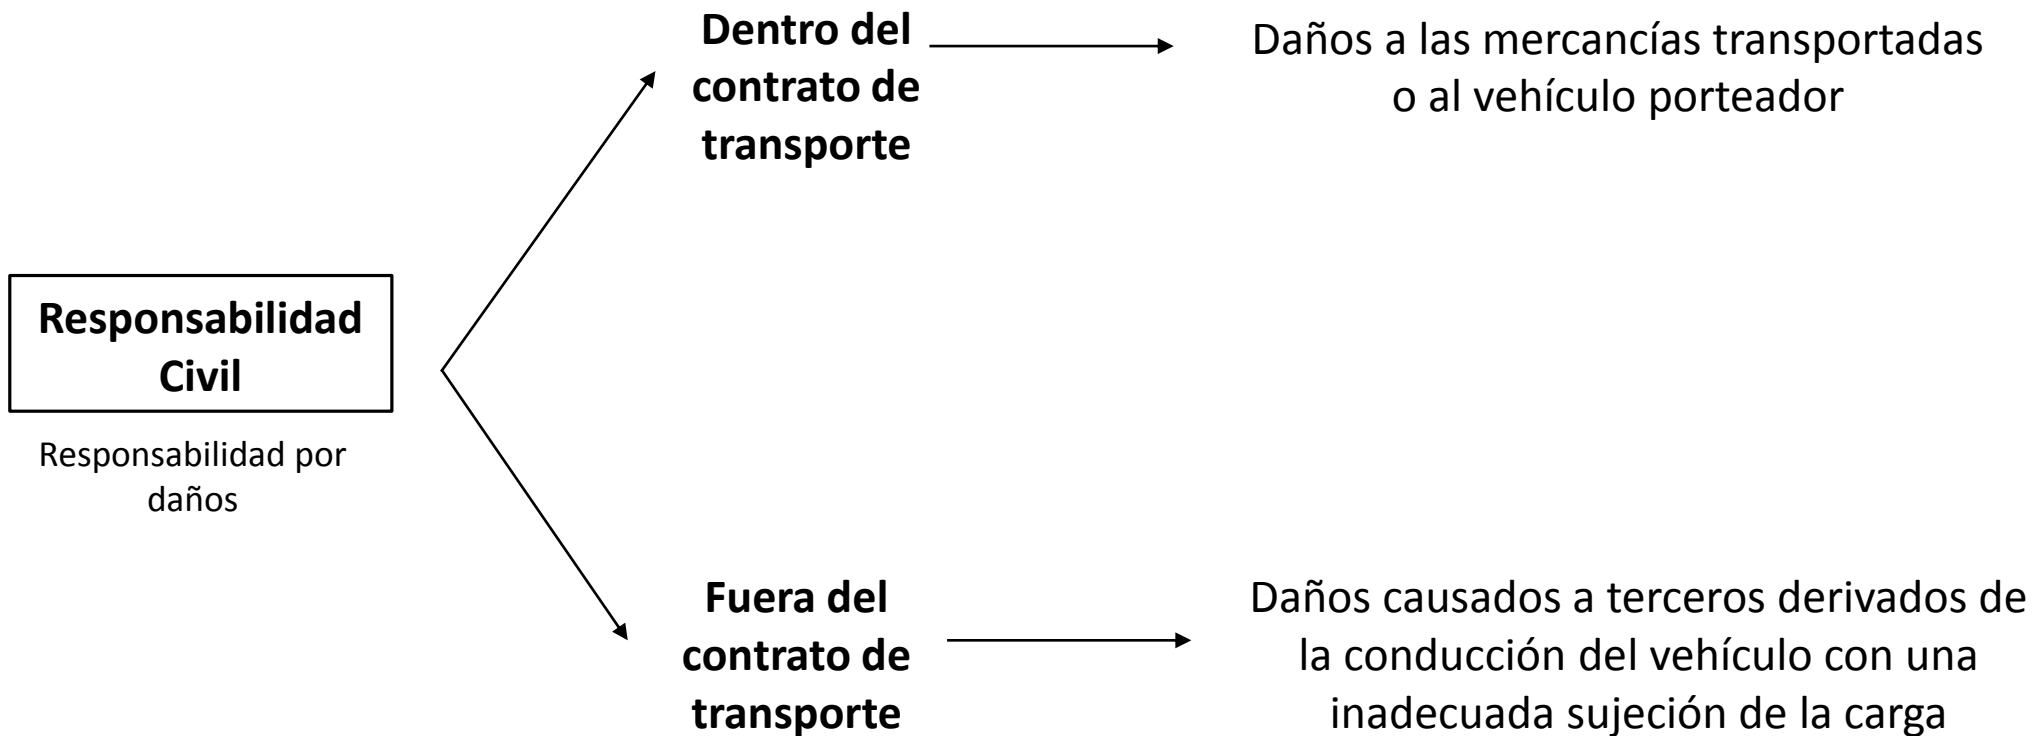 Dentro del
contrato de
transporte
Daños a las mercancías transportadas
o al vehículo porteador
Responsabilidad
Civil
Responsabilidad por
daños
Fuera del
contrato de
transporte
Daños causados a terceros derivados de
la conducción del vehículo con una
inadecuada sujeción de la carga